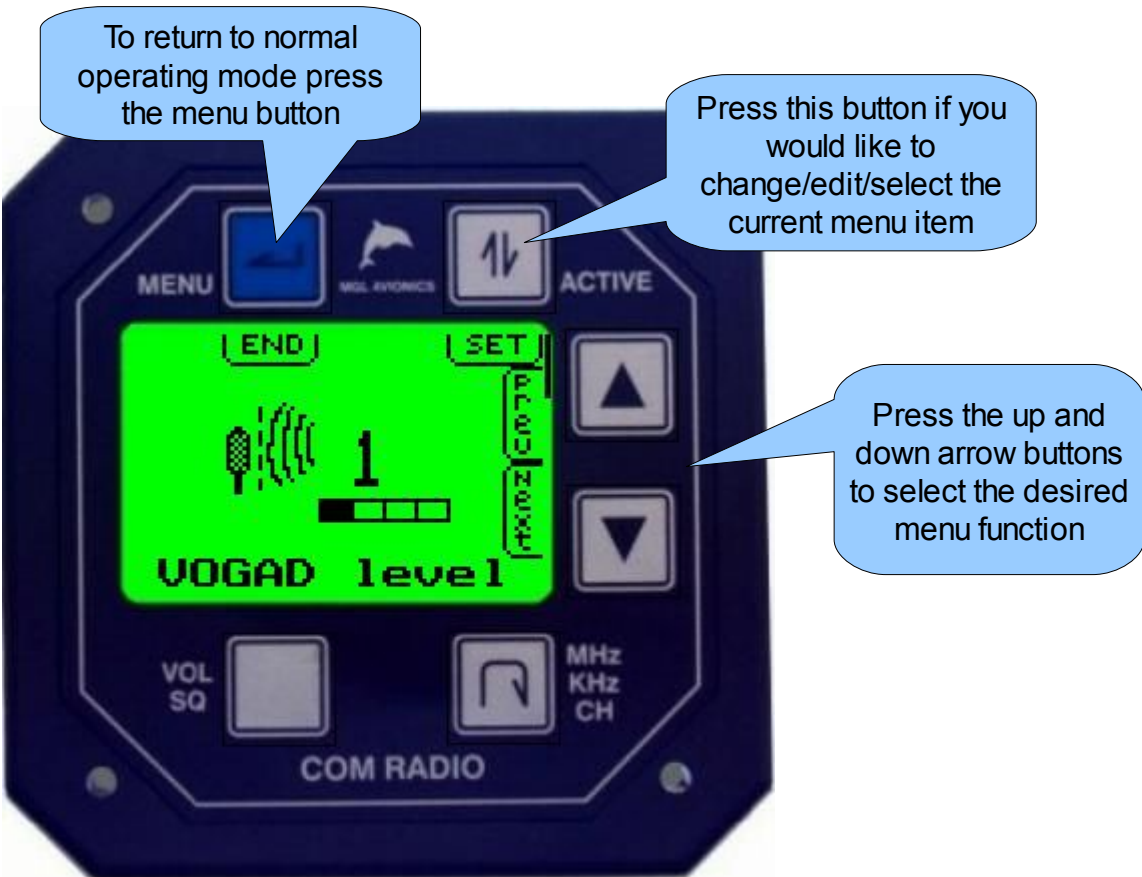 To return to normal
operating mode press
the menu button
Press this button if you
would like to
change/edit/select the
current menu item
MENU
MGL AVIONICS
ACTIVE
END
SET
Prev
Next
1
VOGAD level
Press the up and
down arrow buttons
to select the desired
menu function
VOL
SQ
MHz
KHz
CH
COM RADIO